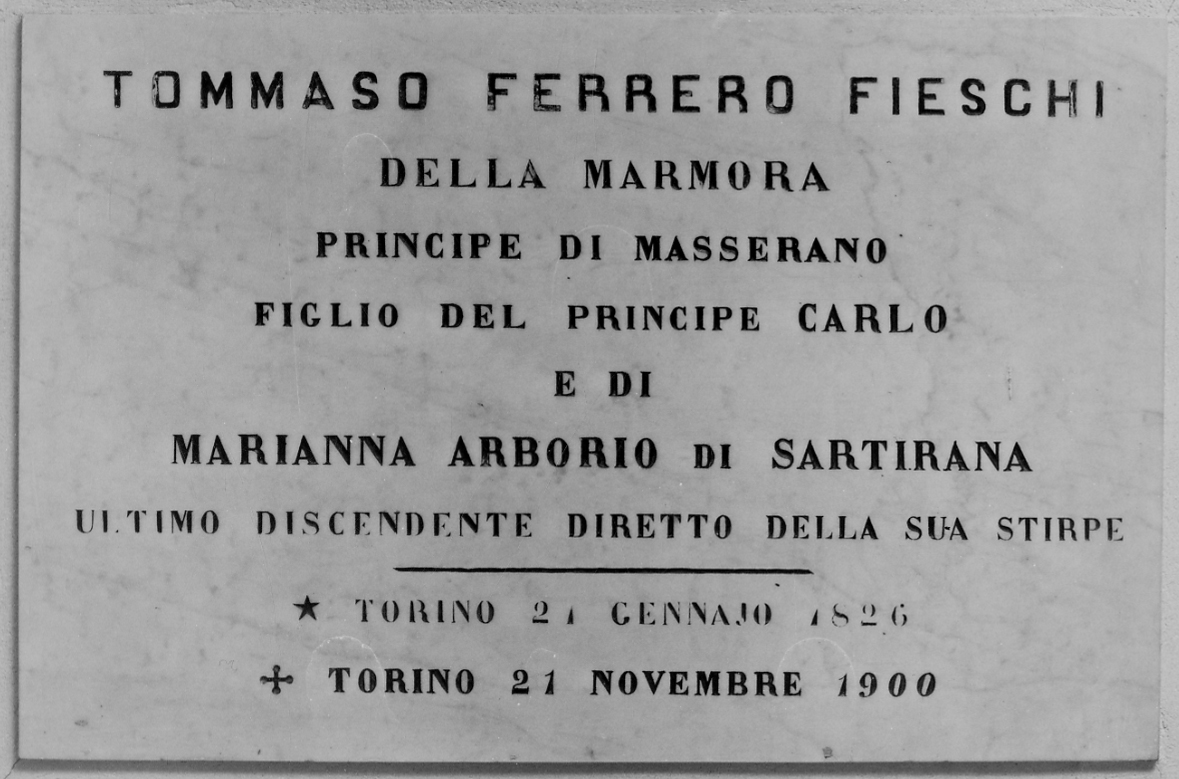 TOMMASO FERRERO FIESCHI
DELLA MARMORA
PRINCIPE DI MASSERANO
FIGLIO DEL PRINCIPE CARLO
E DI
MARIANNA ARBORIO DI SARTIRANA
ULTIMO DISCENDENTE DIRETTO DELLA SUA STIRPE
★ TORINO 21 GENNAJO 1826
✢ TORINO 21 NOVEMBRE 1900